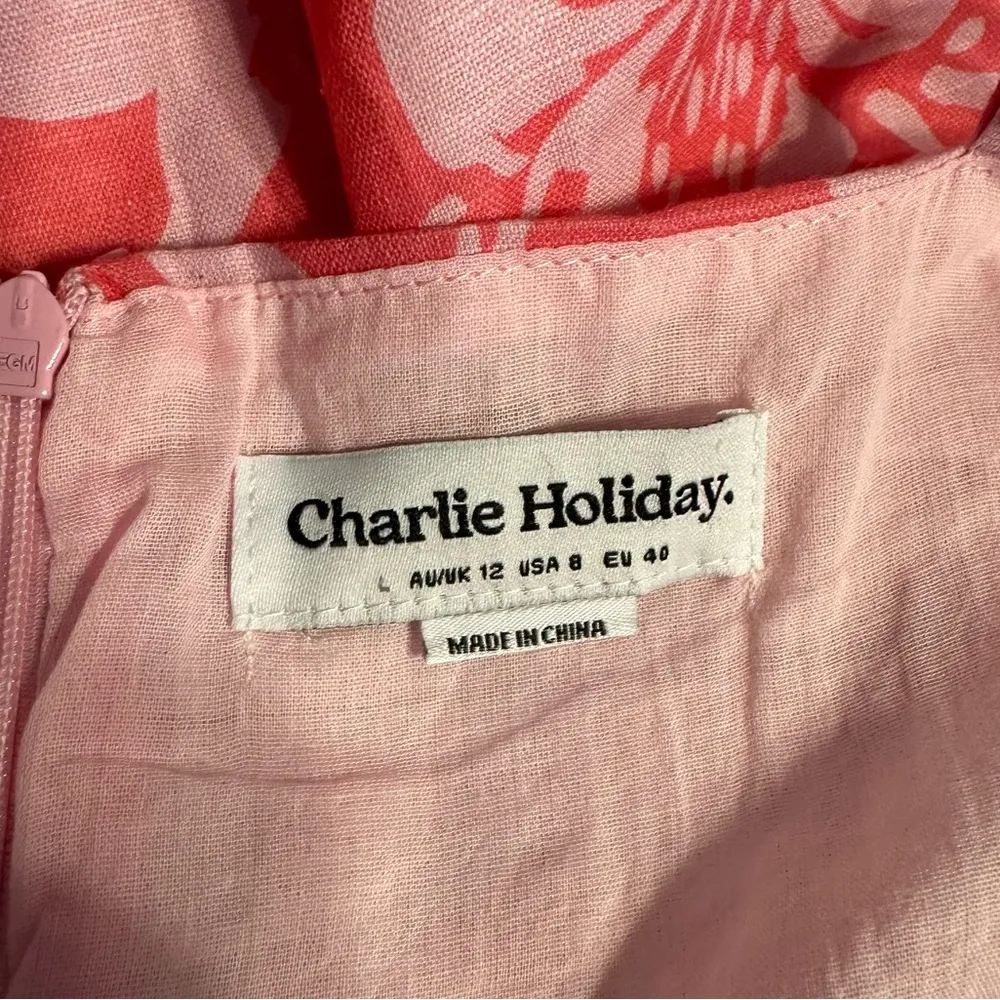 Charlie Holiday.
L AU/UK 12 USA 8 EU 40
MADE IN CHINA